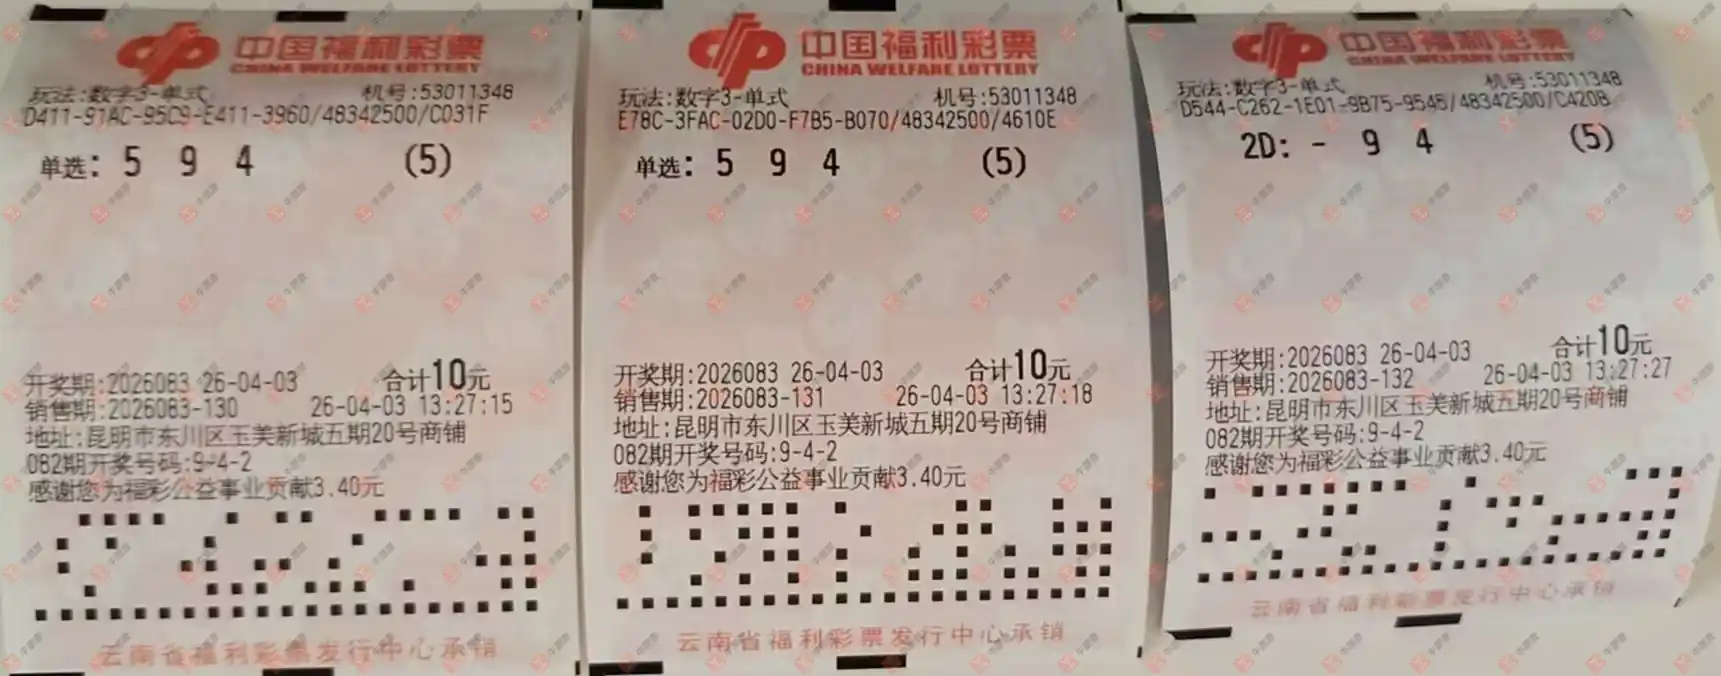 中国福利彩票
CHINA WELFARE LOTTERY
玩法:数字3-单式 机号:53011348
D411-91AC-95C9-E411-3960/48342500/C031F
单选: 5 9 4 (5)
开奖期:2026083 26-04-03 合计10元
销售期:2026083-130 26-04-03 13:27:15
地址:昆明市东川区玉美新城五期20号商铺
082期开奖号码:9-4-2
感谢您为福彩公益事业贡献3.40元
云南省福利彩票发行中心承销
中国福利彩票
CHINA WELFARE LOTTERY
玩法:数字3-单式 机号:53011348
E78C-3FAC-02D0-F7B5-B070/48342500/4610E
单选: 5 9 4 (5)
开奖期:2026083 26-04-03 合计10元
销售期:2026083-131 26-04-03 13:27:18
地址:昆明市东川区玉美新城五期20号商铺
082期开奖号码:9-4-2
感谢您为福彩公益事业贡献3.40元
云南省福利彩票发行中心承销
中国福利彩票
CHINA WELFARE LOTTERY
玩法:数字3-单式 机号:53011348
D544-C262-1E01-9B75-9546/48342500/C420B
2D: - 9 4 (5)
开奖期:2026083 26-04-03 合计10元
销售期:2026083-132 26-04-03 13:27:27
地址:昆明市东川区玉美新城五期20号商铺
082期开奖号码:9-4-2
感谢您为福彩公益事业贡献3.40元
云南省福利彩票发行中心承销